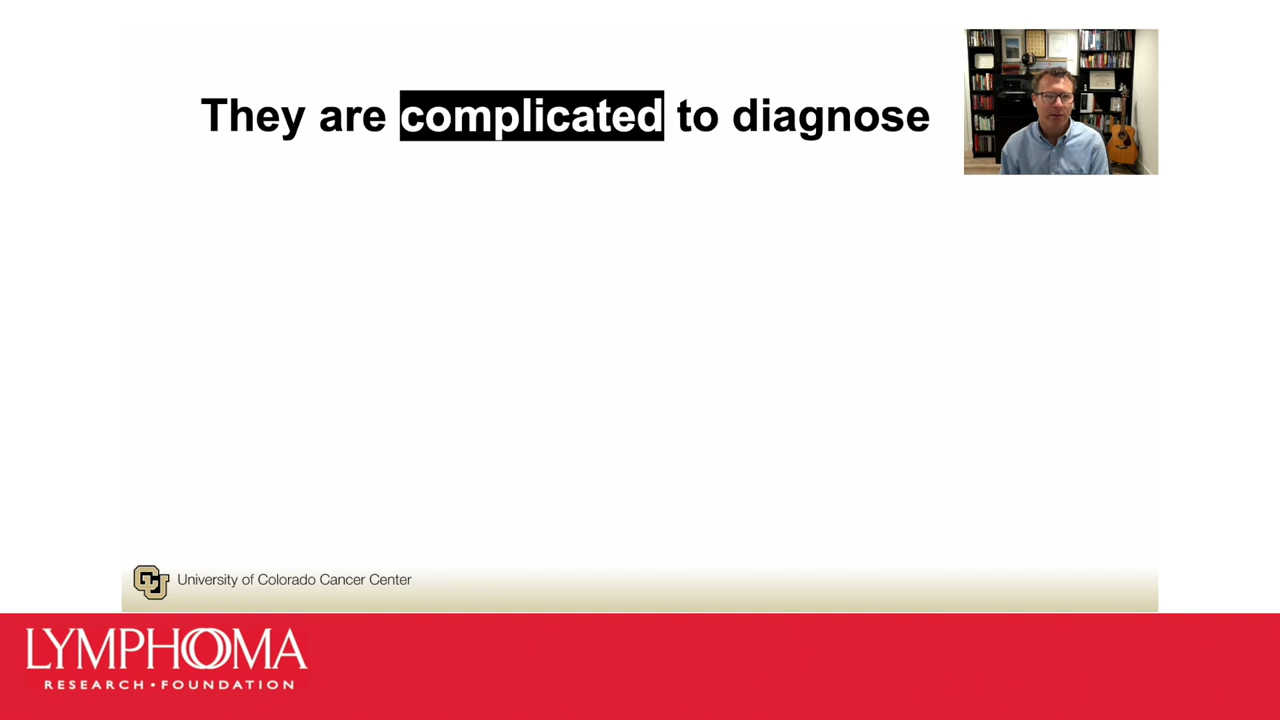 They are complicated to diagnose
University of Colorado Cancer Center
LYMPHOMA
RESEARCH • FOUNDATION